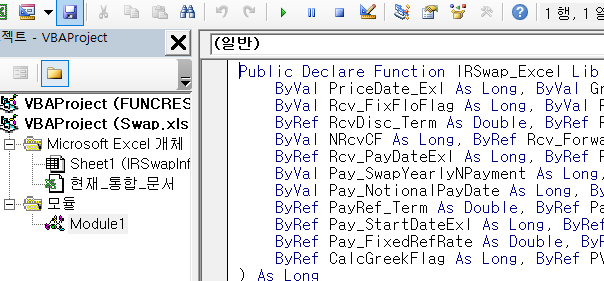 1 행, 1 열
젝트 - VBAProject
(일반)
VBAProject (FUNCRES
VBAProject (Swap.xls
Microsoft Excel 개체
Sheet1 (IRSwapInf
현재_통합_문서
모듈
Module1
Public Declare Function IRSwap_Excel Lib
ByVal PriceDate_Exl As Long, ByVal Gr
ByVal Rcv_FixFloFlag As Long, ByVal F
ByRef RcvDisc_Term As Double, ByRef R
ByVal NRcvCF As Long, ByRef Rcv_Forwa
ByRef Rcv_PayDateExl As Long, ByRef R
ByVal Pay_SwapYearlyNPayment As Long,
ByVal Pay_NotionalPayDate As Long, By
ByRef PayRef_Term As Double, ByRef Pa
ByRef Pay_StartDateExl As Long, ByRef
ByRef Pay_FixedRefRate As Double, ByF
ByRef CalcGreekFlag As Long, ByRef PV
) As Long